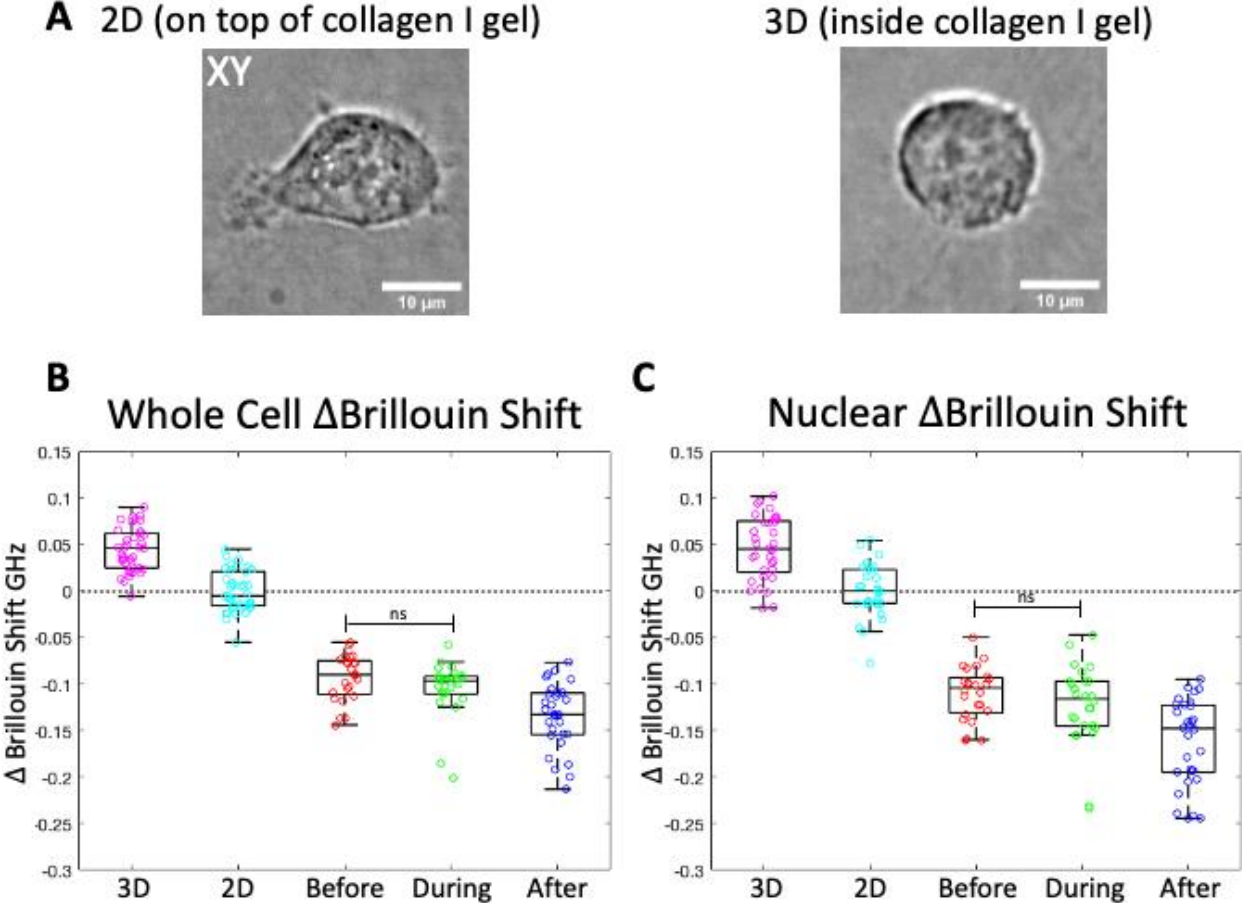 A 2D (on top of collagen I gel)
3D (inside collagen I gel)
XY
10 µm
10 µm
B
Whole Cell ΔBrillouin Shift
Δ Brillouin Shift GHz
0.15
0.1
0.05
0
-0.05
-0.1
-0.15
-0.2
-0.25
-0.3
ns
3D 2D Before During After
C
Nuclear ΔBrillouin Shift
Δ Brillouin Shift GHz
0.15
0.1
0.05
0
-0.05
-0.1
-0.15
-0.2
-0.25
-0.3
ns
3D 2D Before During After